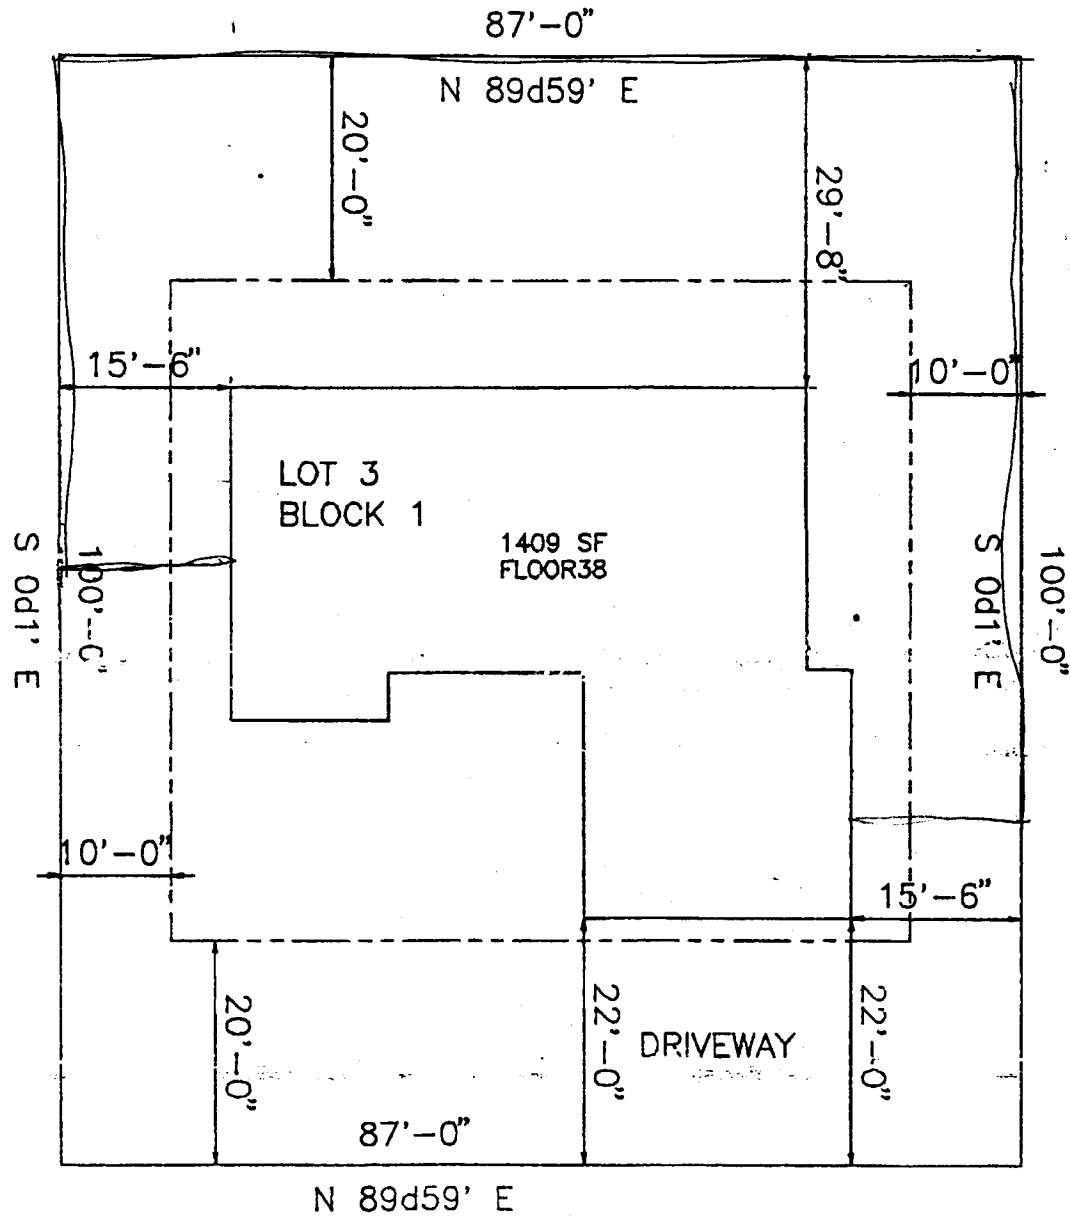 87'-0"
N 89d59' E
20'-0"
29'-8"
15'-6"
10'-0"
LOT 3
BLOCK 1
1409 SF
FLOOR38
S 0d1' E
100'-C"
S 0d1' E
100'-0"
10'-0"
15'-6"
20'-0"
22'-0"
DRIVEWAY
22'-0"
87'-0"
N 89d59' E